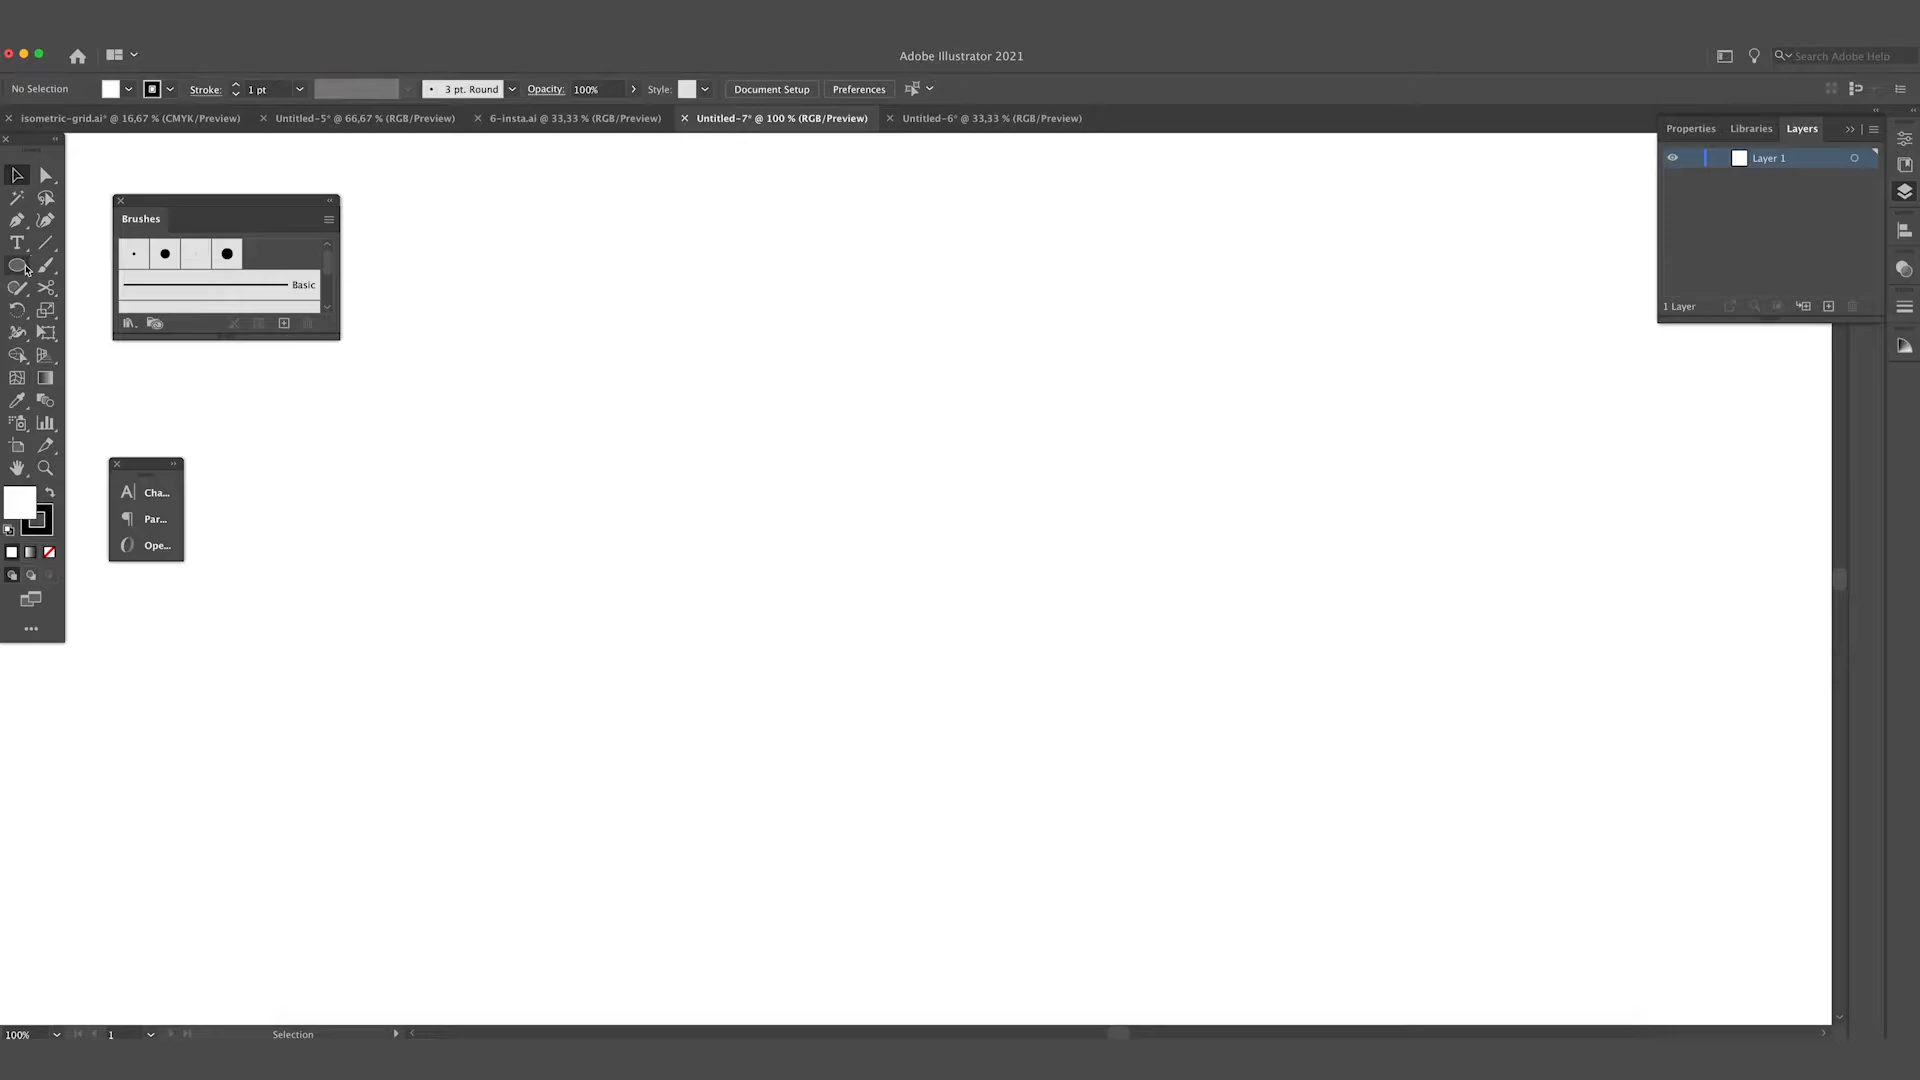 Adobe Illustrator 2021
Search Adobe Help
No Selection
Stroke:
1 pt
3 pt. Round
Opacity:
100%
Style:
Document Setup
Preferences
isometric-grid.ai* @ 16,67 % (CMYK/Preview)
Untitled-5* @ 66,67 % (RGB/Preview)
6-insta.ai @ 33,33 % (RGB/Preview)
Untitled-7* @ 100 % (RGB/Preview)
Untitled-6* @ 33,33 % (RGB/Preview)
Properties
Libraries
Layers
Layer 1
1 Layer
Brushes
Basic
Cha...
Par...
Ope...
100%
1
Selection